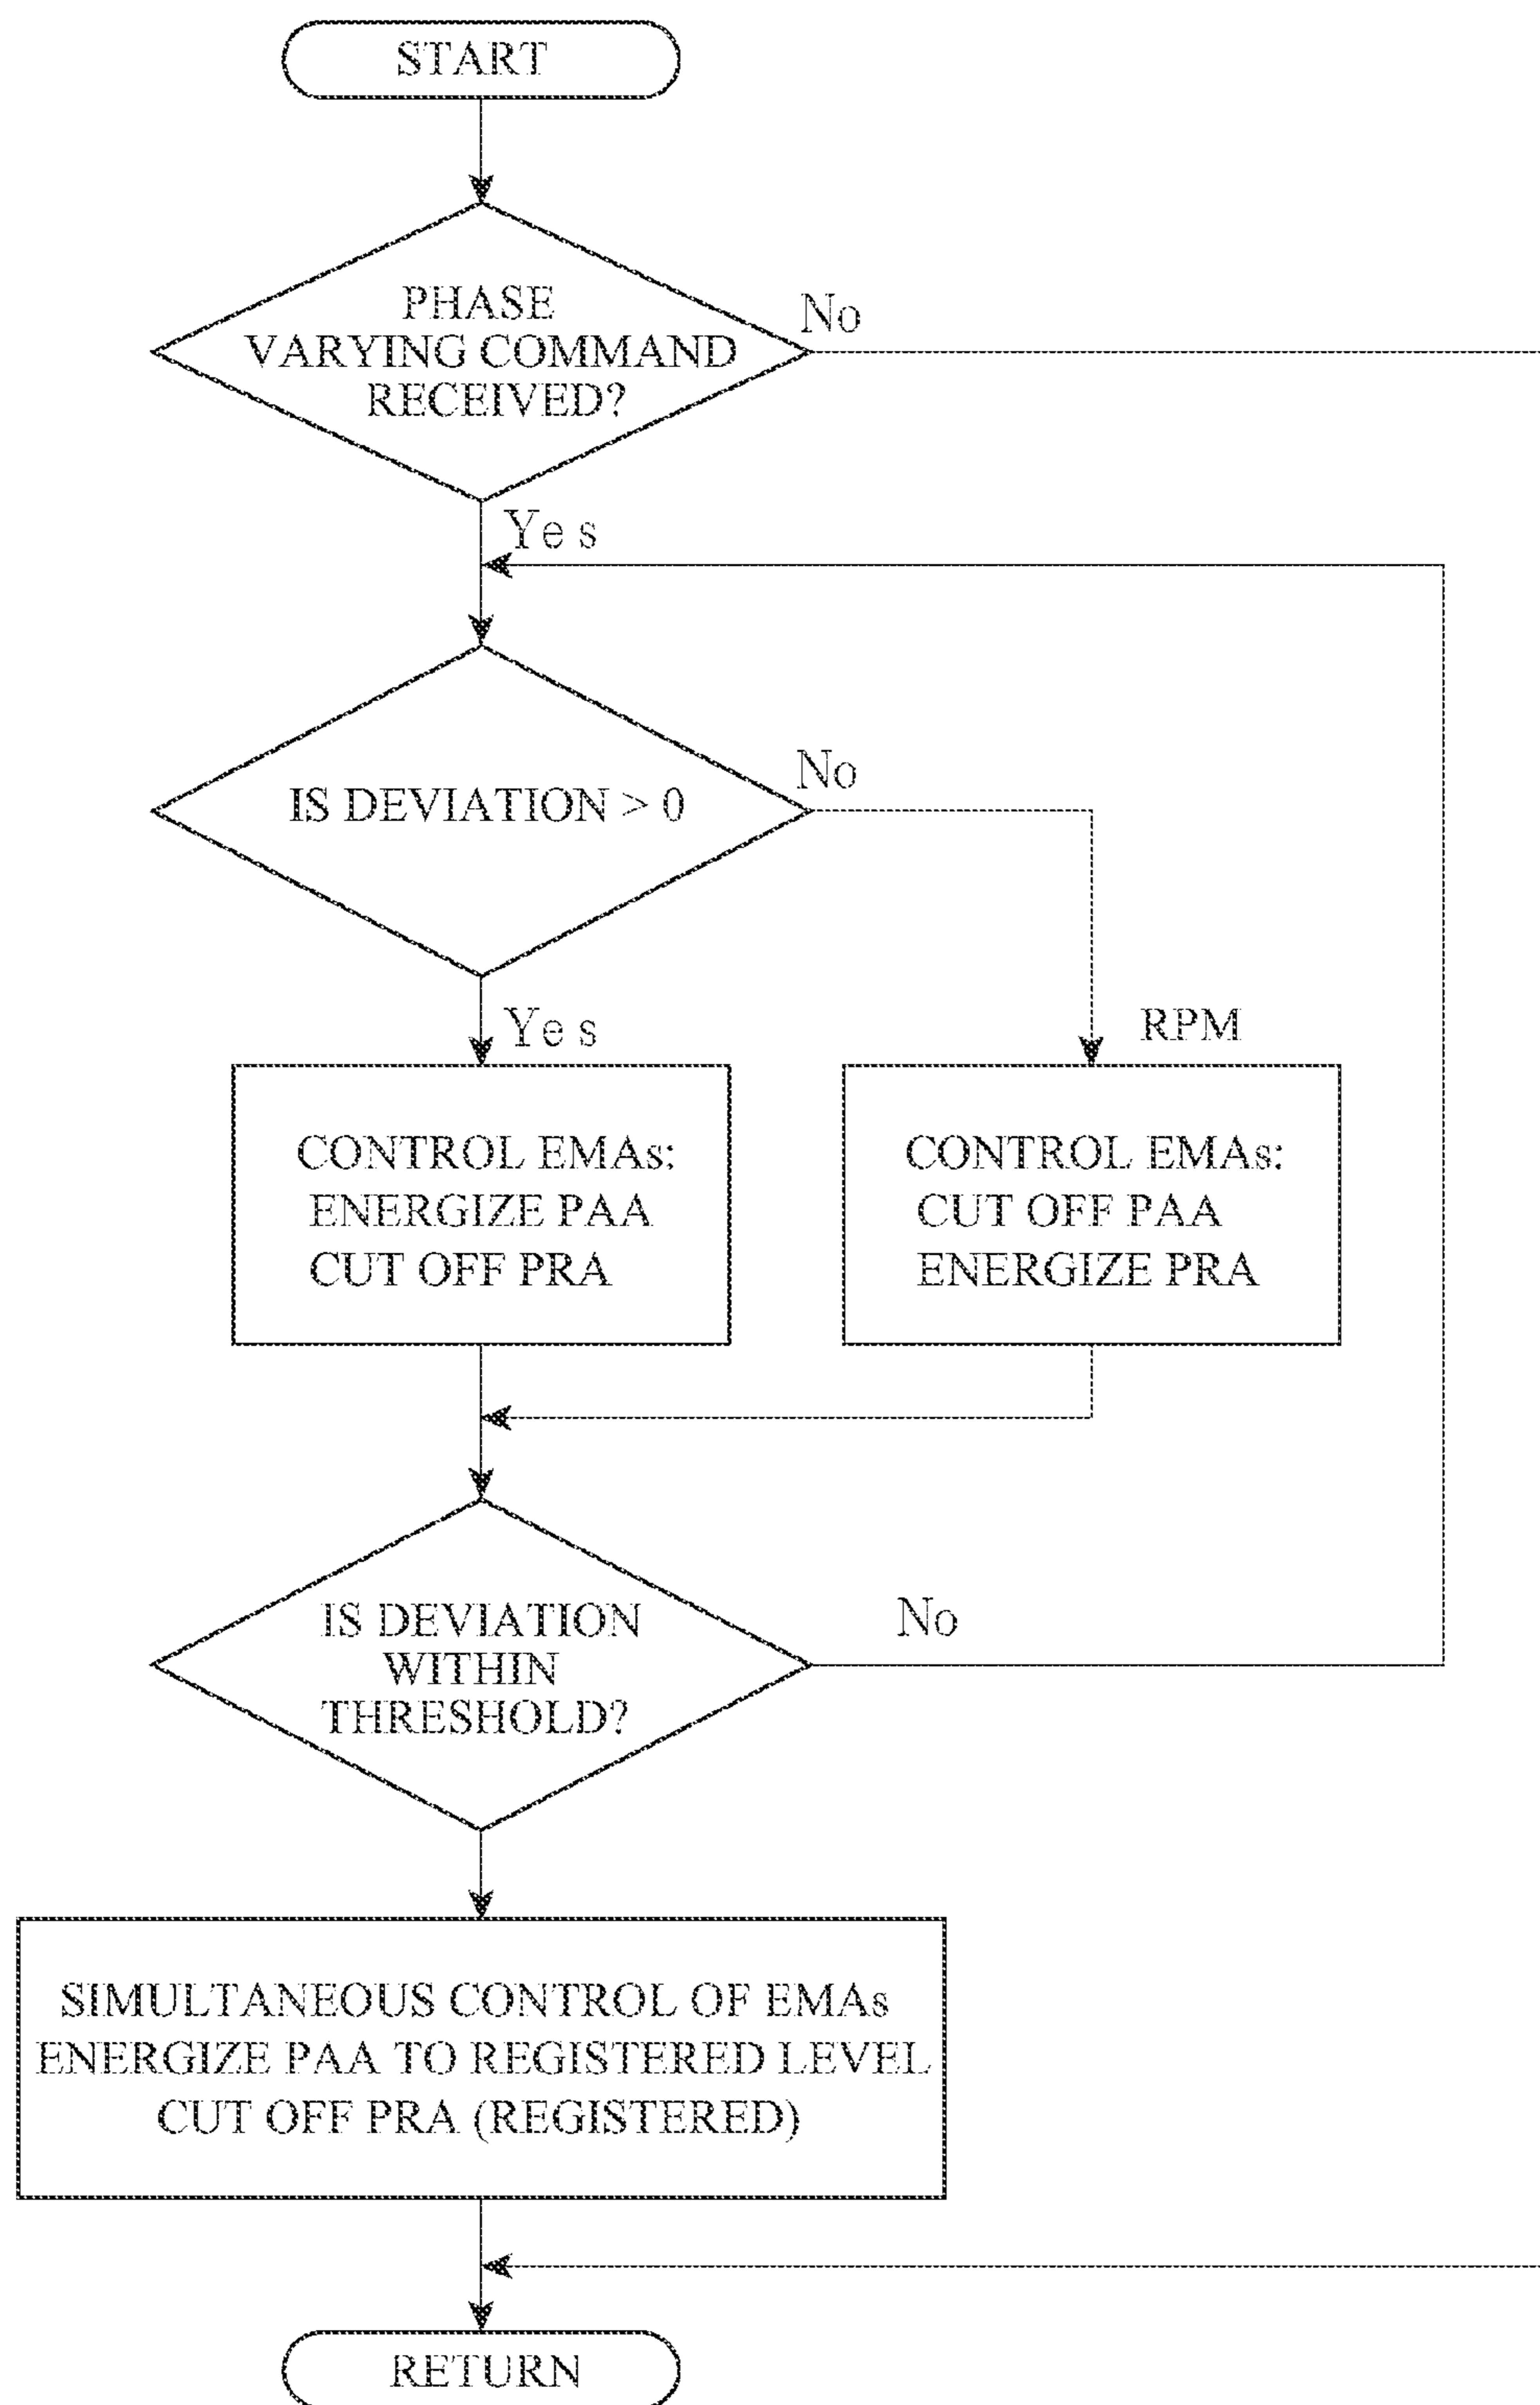 START
PHASE
VARYING COMMAND
RECEIVED?
No
Yes
IS DEVIATION > 0
No
Yes
RPM
CONTROL EMAs:
ENERGIZE PAA
CUT OFF PRA
CONTROL EMAs:
CUT OFF PAA
ENERGIZE PRA
IS DEVIATION
WITHIN
THRESHOLD?
No
SIMULTANEOUS CONTROL OF EMAs
ENERGIZE PAA TO REGISTERED LEVEL
CUT OFF PRA (REGISTERED)
RETURN